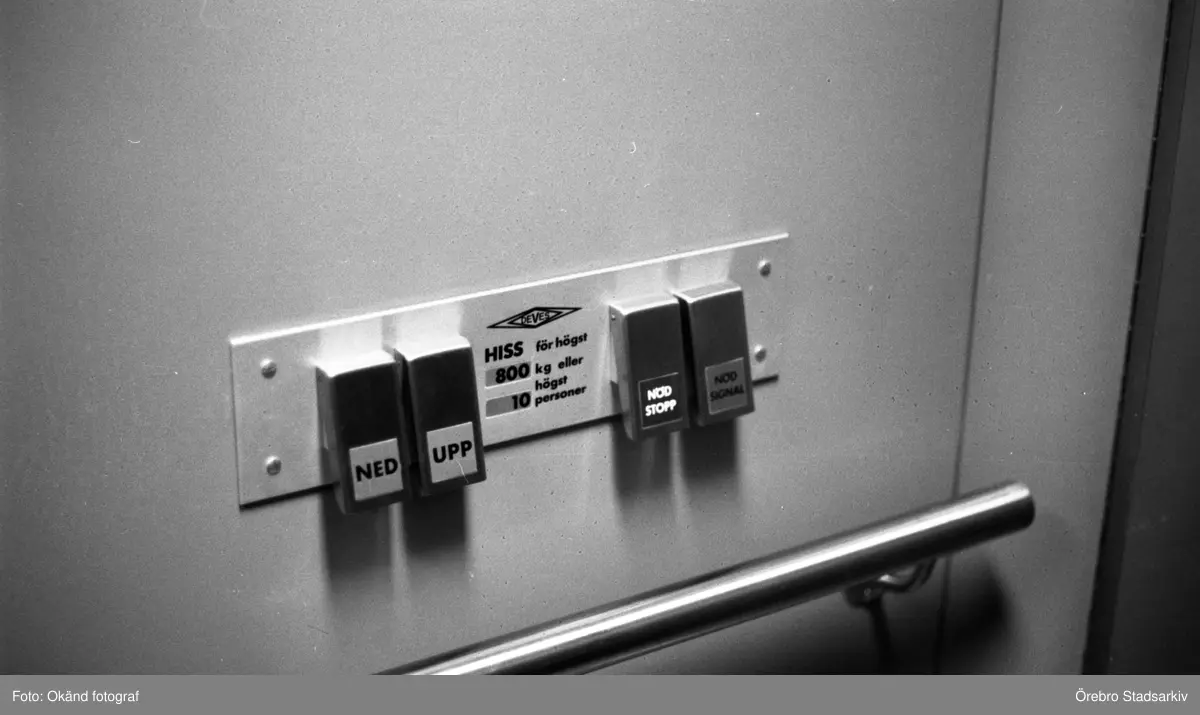 DEVES
HISS för högst
800 kg eller
högst
10 personer
NED
UPP
NÖD
STOPP
NÖD
SIGNAL
Foto: Okänd fotograf
Örebro Stadsarkiv